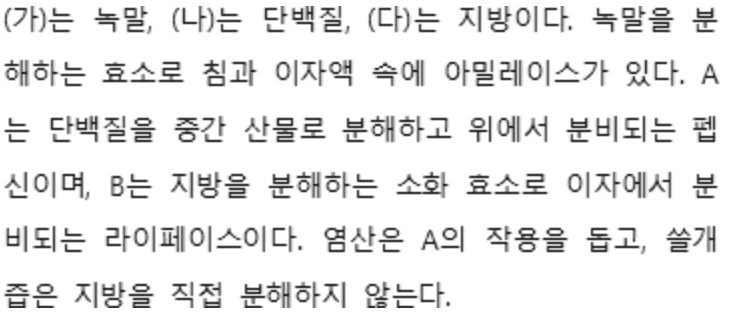 (가)는 녹말, (나)는 단백질, (다)는 지방이다. 녹말을 분
해하는 효소로 침과 이자액 속에 아밀레이스가 있다. A
는 단백질을 중간 산물로 분해하고 위에서 분비되는 펩
신이며, B는 지방을 분해하는 소화 효소로 이자에서 분
비되는 라이페이스이다. 염산은 A의 작용을 돕고, 쓸개
즙은 지방을 직접 분해하지 않는다.